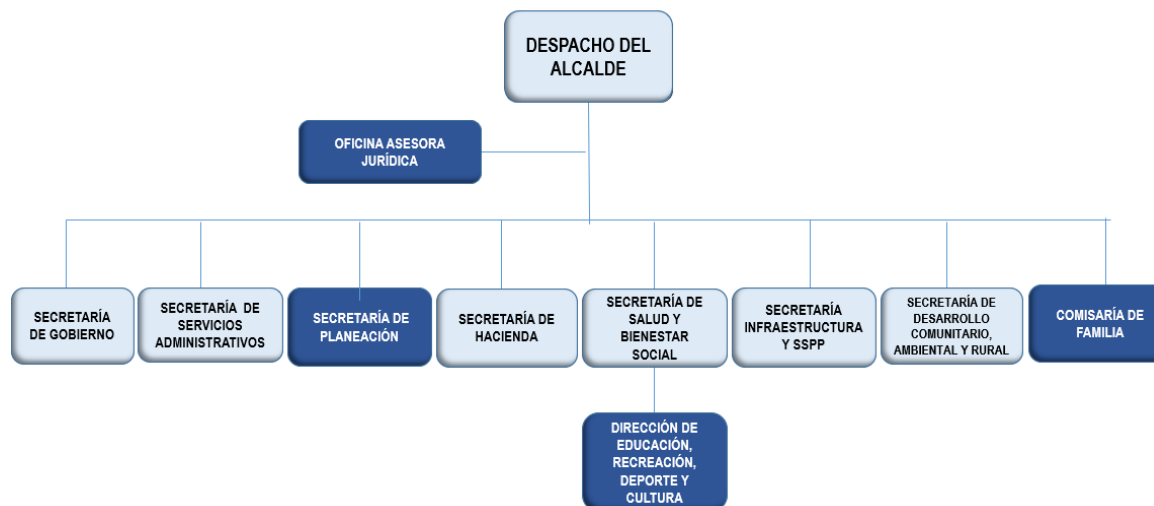 DESPACHO DEL
ALCALDE
OFICINA ASESORA
JURÍDICA
SECRETARÍA
DE GOBIERNO
SECRETARÍA DE
SERVICIOS
ADMINISTRATIVOS
SECRETARÍA
DE PLANEACIÓN
SECRETARÍA DE
HACIENDA
SECRETARÍA DE
SALUD Y
BIENESTAR
SOCIAL
SECRETARÍA
INFRAESTRUCTURA
Y SSPP
SECRETARÍA DE
DESARROLLO
COMUNITARIO,
AMBIENTAL Y RURAL
COMISARÍA DE
FAMILIA
DIRECCIÓN DE
EDUCACIÓN,
RECREACIÓN,
DEPORTE Y
CULTURA